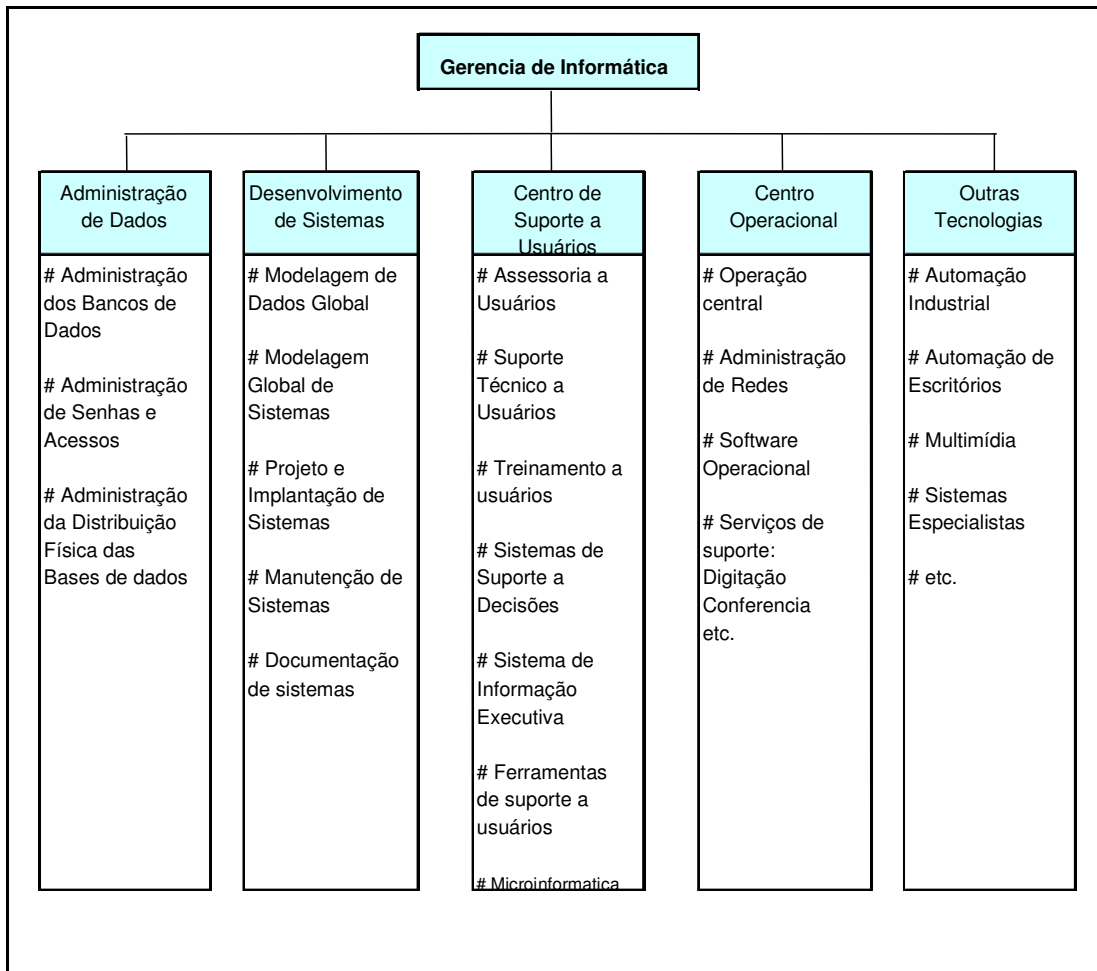 Gerencia de Informática
Administração
de Dados
Desenvolvimento
de Sistemas
Centro de
Suporte a
Usuários
Centro
Operacional
Outras
Tecnologias
# Administração
dos Bancos de
Dados
# Administração
de Senhas e
Acessos
# Administração
da Distribuição
Física das
Bases de dados
# Modelagem de
Dados Global
# Modelagem
Global de
Sistemas
# Projeto e
Implantação de
Sistemas
# Manutenção de
Sistemas
# Documentação
de sistemas
# Assessoria a
Usuários
# Suporte
Técnico a
Usuários
# Treinamento a
usuários
# Sistemas de
Suporte a
Decisões
# Sistema de
Informação
Executiva
# Ferramentas
de suporte a
usuários
# Microinformatica
# Operação
central
# Administração
de Redes
# Software
Operacional
# Serviços de
suporte:
Digitação
Conferencia
etc.
# Automação
Industrial
# Automação de
Escritórios
# Multimídia
# Sistemas
Especialistas
# etc.